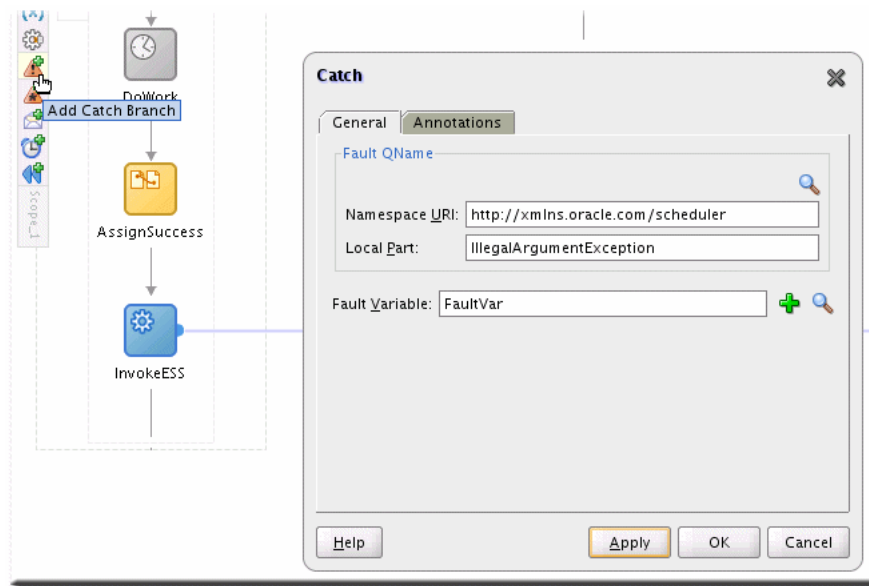 DoWork
Add Catch Branch
Scope_1
AssignSuccess
InvokeESS
Catch
General Annotations
Fault QName
Namespace URI: http://xmlns.oracle.com/scheduler
Local Part: IllegalArgumentException
Fault Variable: FaultVar
Help Apply OK Cancel